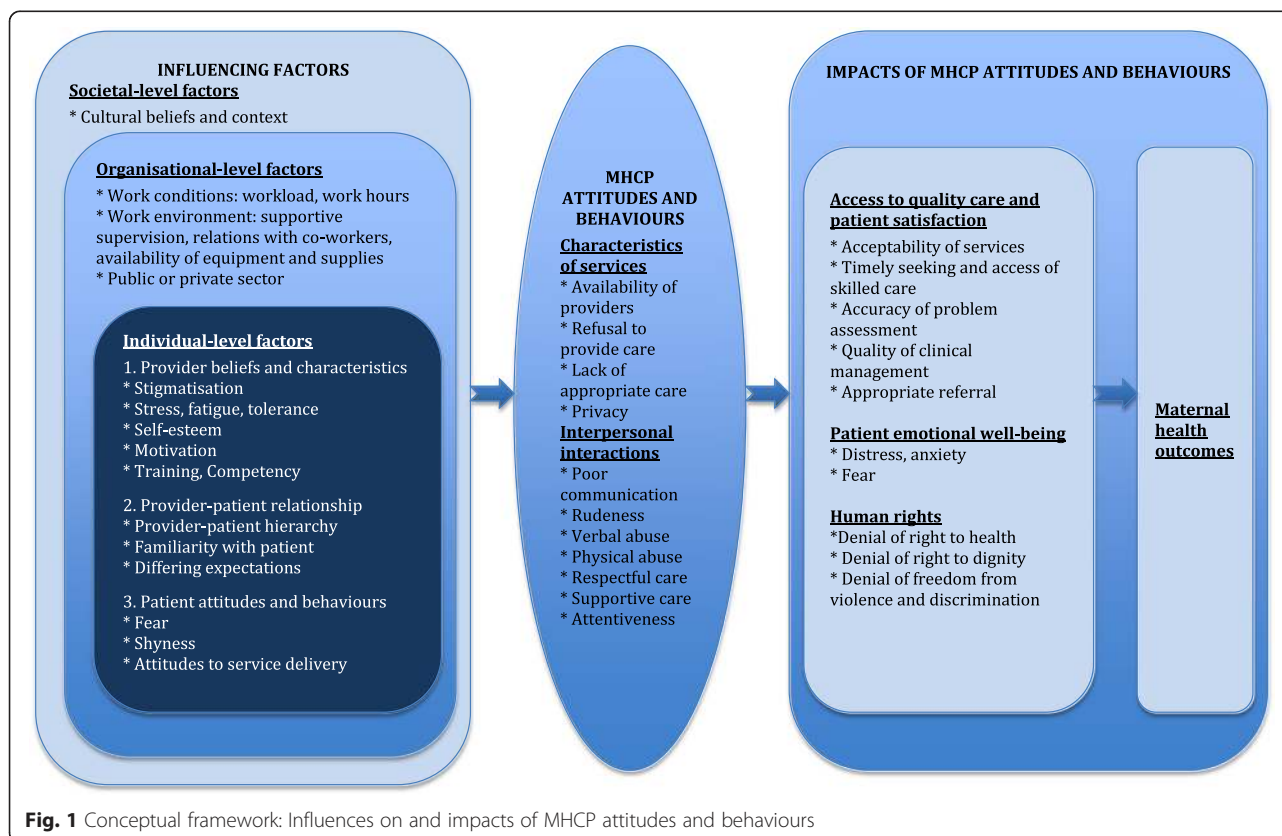 INFLUENCING FACTORS
Societal-level factors
* Cultural beliefs and context
Organisational-level factors
* Work conditions: workload, work hours
* Work environment: supportive
supervision, relations with co-workers,
availability of equipment and supplies
* Public or private sector
Individual-level factors
1. Provider beliefs and characteristics
* Stigmatisation
* Stress, fatigue, tolerance
* Self-esteem
* Motivation
* Training, Competency
2. Provider-patient relationship
* Provider-patient hierarchy
* Familiarity with patient
* Differing expectations
3. Patient attitudes and behaviours
* Fear
* Shyness
* Attitudes to service delivery
MHCP
ATTITUDES AND
BEHAVIOURS
Characteristics
of services
* Availability of
providers
* Refusal to
provide care
* Lack of
appropriate care
* Privacy
Interpersonal
interactions
* Poor
communication
* Rudeness
* Verbal abuse
* Physical abuse
* Respectful care
* Supportive care
* Attentiveness
IMPACTS OF MHCP ATTITUDES AND BEHAVIOURS
Access to quality care and
patient satisfaction
* Acceptability of services
* Timely seeking and access of
skilled care
* Accuracy of problem
assessment
* Quality of clinical
management
* Appropriate referral
Patient emotional well-being
* Distress, anxiety
* Fear
Human rights
*Denial of right to health
* Denial of right to dignity
* Denial of freedom from
violence and discrimination
Maternal
health
outcomes
Fig. 1 Conceptual framework: Influences on and impacts of MHCP attitudes and behaviours